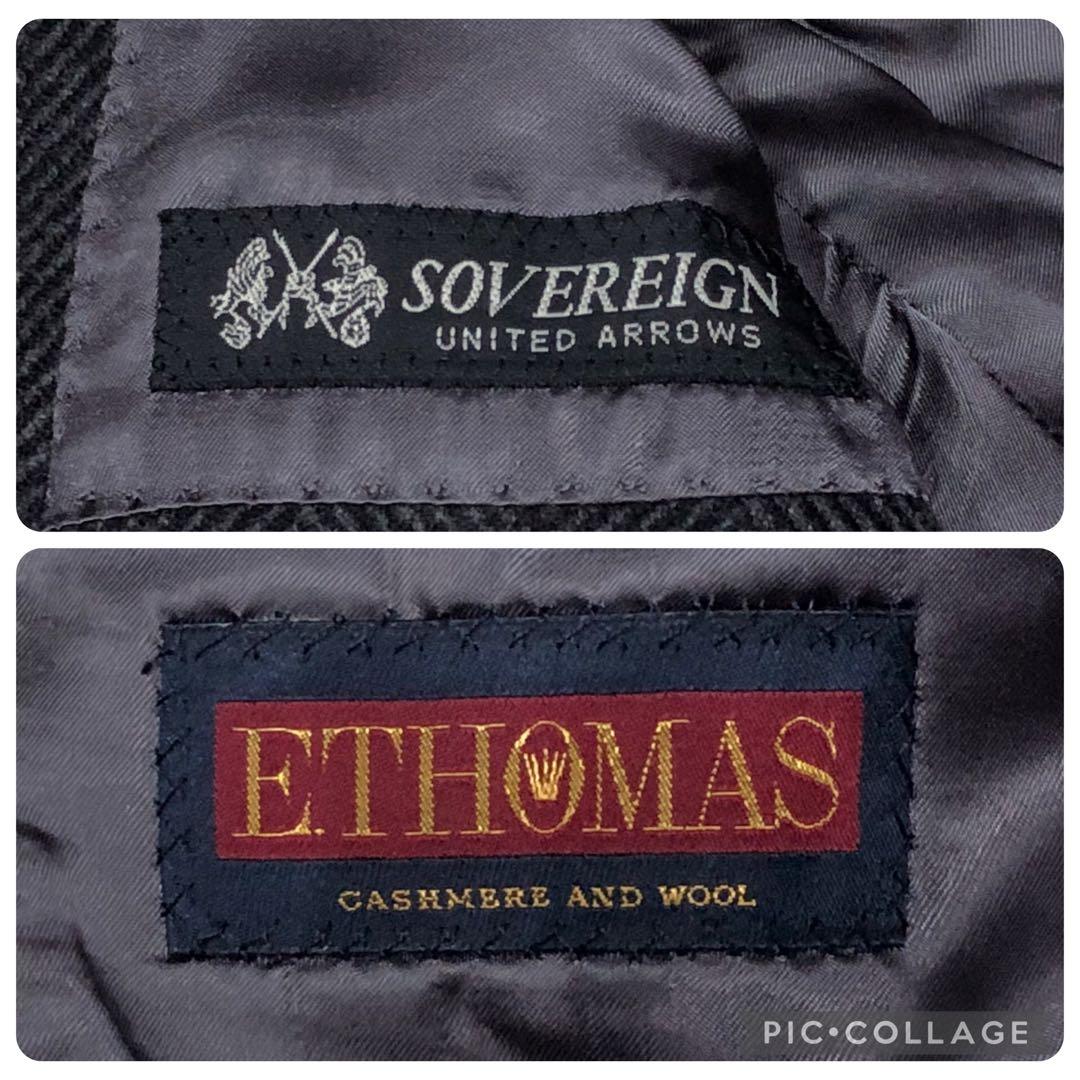 SOVEREIGN
UNITED ARROWS
E.THOMAS
CASHMERE AND WOOL
PIC•COLLAGE